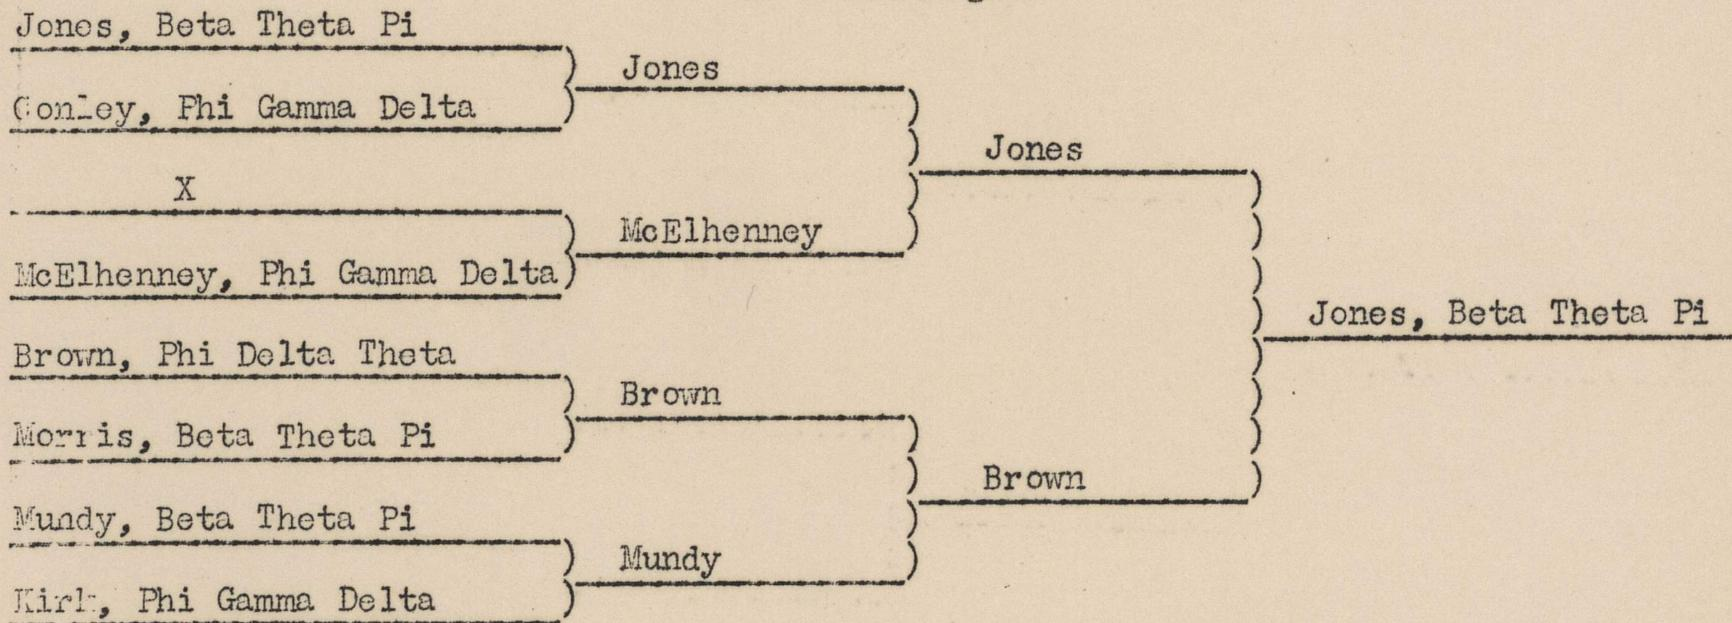 Jones, Beta Theta Pi
Jones
Conley, Phi Gamma Delta
Jones
X
McElhenney
McElhenney, Phi Gamma Delta
Jones, Beta Theta Pi
Brown, Phi Delta Theta
Brown
Morris, Beta Theta Pi
Brown
Mundy, Beta Theta Pi
Mundy
Kirk, Phi Gamma Delta